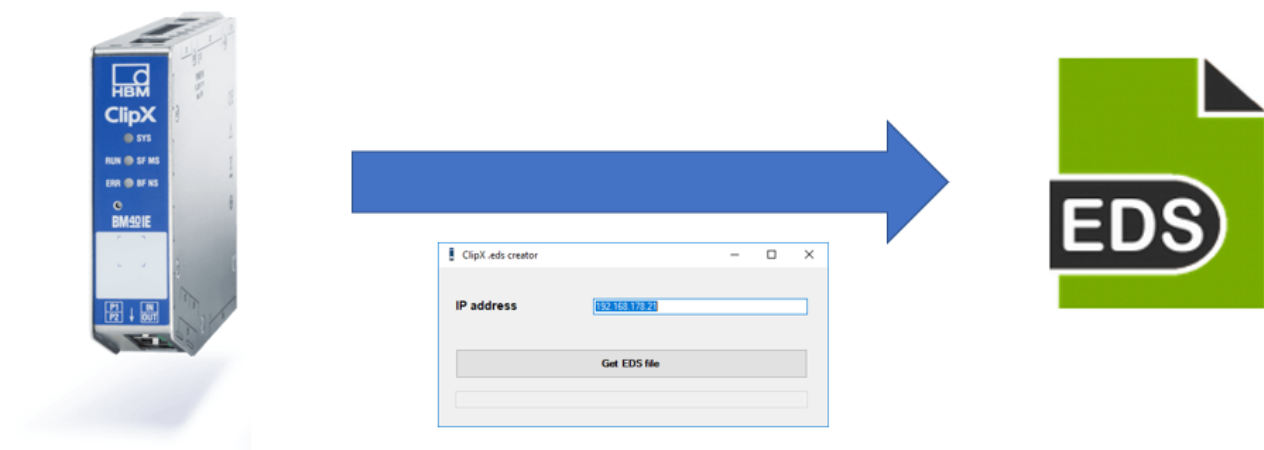 HBM
ClipX
SYS
RUN SF MS
ERR BF NS
BM40IE
P1 IN
P2 OUT
ClipX .eds creator
IP address 192.168.178.21
Get EDS file
EDS